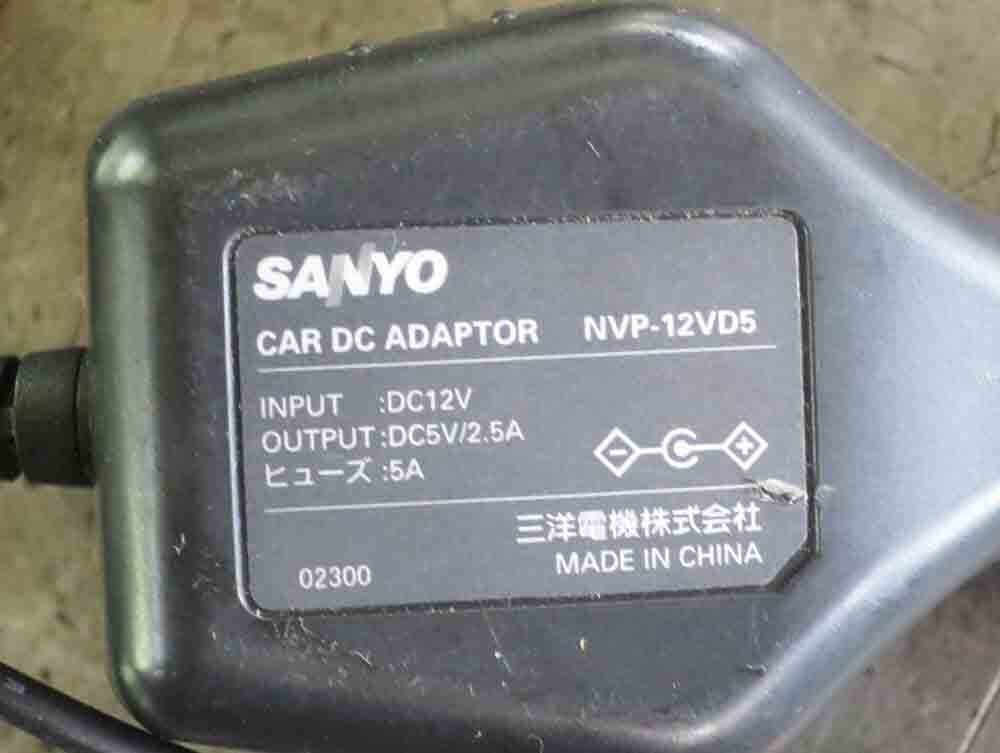 SANYO
CAR DC ADAPTOR NVP-12VD5
INPUT :DC12V
OUTPUT:DC5V/2.5A
ヒューズ:5A
三洋電機株式会社
MADE IN CHINA
02300